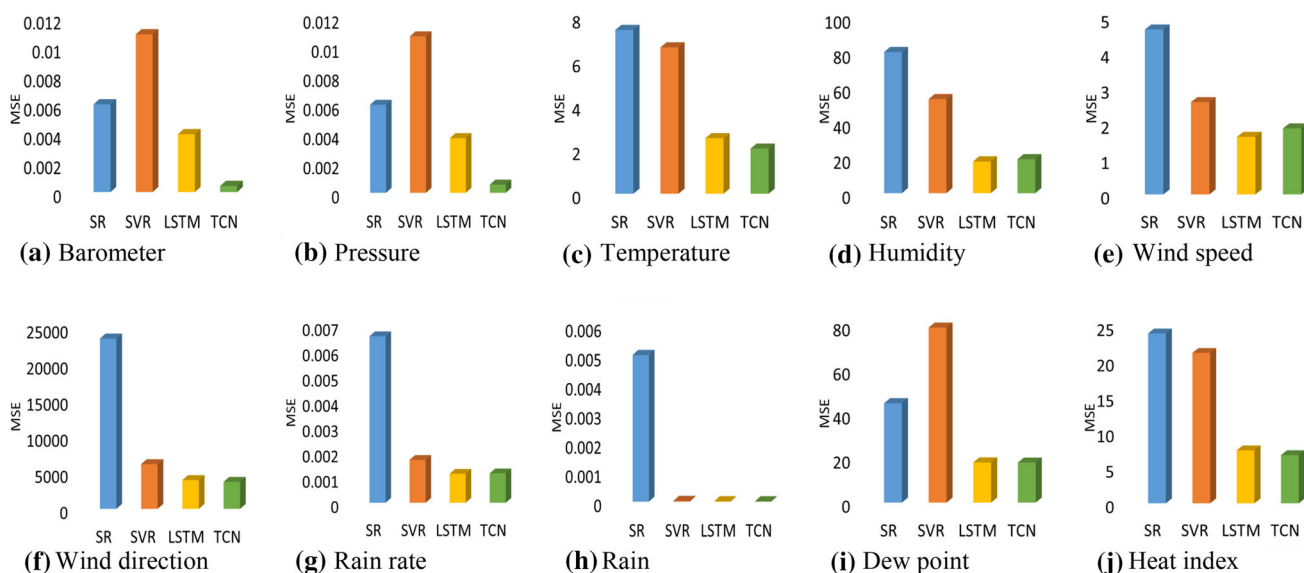 0.012
0.01
0.008
0.006
0.004
0.002
0
MSE
SR SVR LSTM TCN
(a) Barometer
0.012
0.01
0.008
0.006
0.004
0.002
0
MSE
SR SVR LSTM TCN
(b) Pressure
8
6
4
2
0
MSE
SR SVR LSTM TCN
(c) Temperature
100
80
60
40
20
0
MSE
SR SVR LSTM TCN
(d) Humidity
5
4
3
2
1
0
MSE
SR SVR LSTM TCN
(e) Wind speed
25000
20000
15000
10000
5000
0
MSE
SR SVR LSTM TCN
(f) Wind direction
0.007
0.006
0.005
0.004
0.003
0.002
0.001
0
MSE
SR SVR LSTM TCN
(g) Rain rate
0.006
0.005
0.004
0.003
0.002
0.001
0
MSE
SR SVR LSTM TCN
(h) Rain
80
60
40
20
0
MSE
SR SVR LSTM TCN
(i) Dew point
25
20
15
10
5
0
MSE
SR SVR LSTM TCN
(j) Heat index